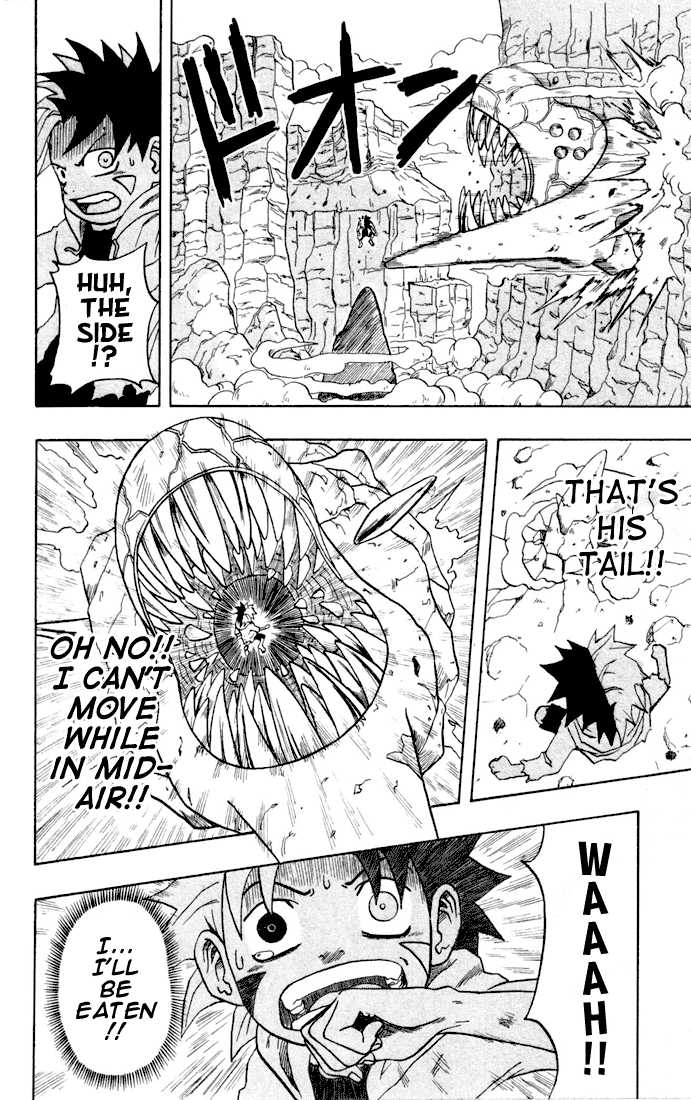 ドオン
HUH,
THE
SIDE
!?
THAT'S
HIS
TAIL!!
OH NO!!
I CAN'T
MOVE
WHILE
IN MID-
AIR!!
WAAAH!!
I...
I'LL
BE
EATEN
!!